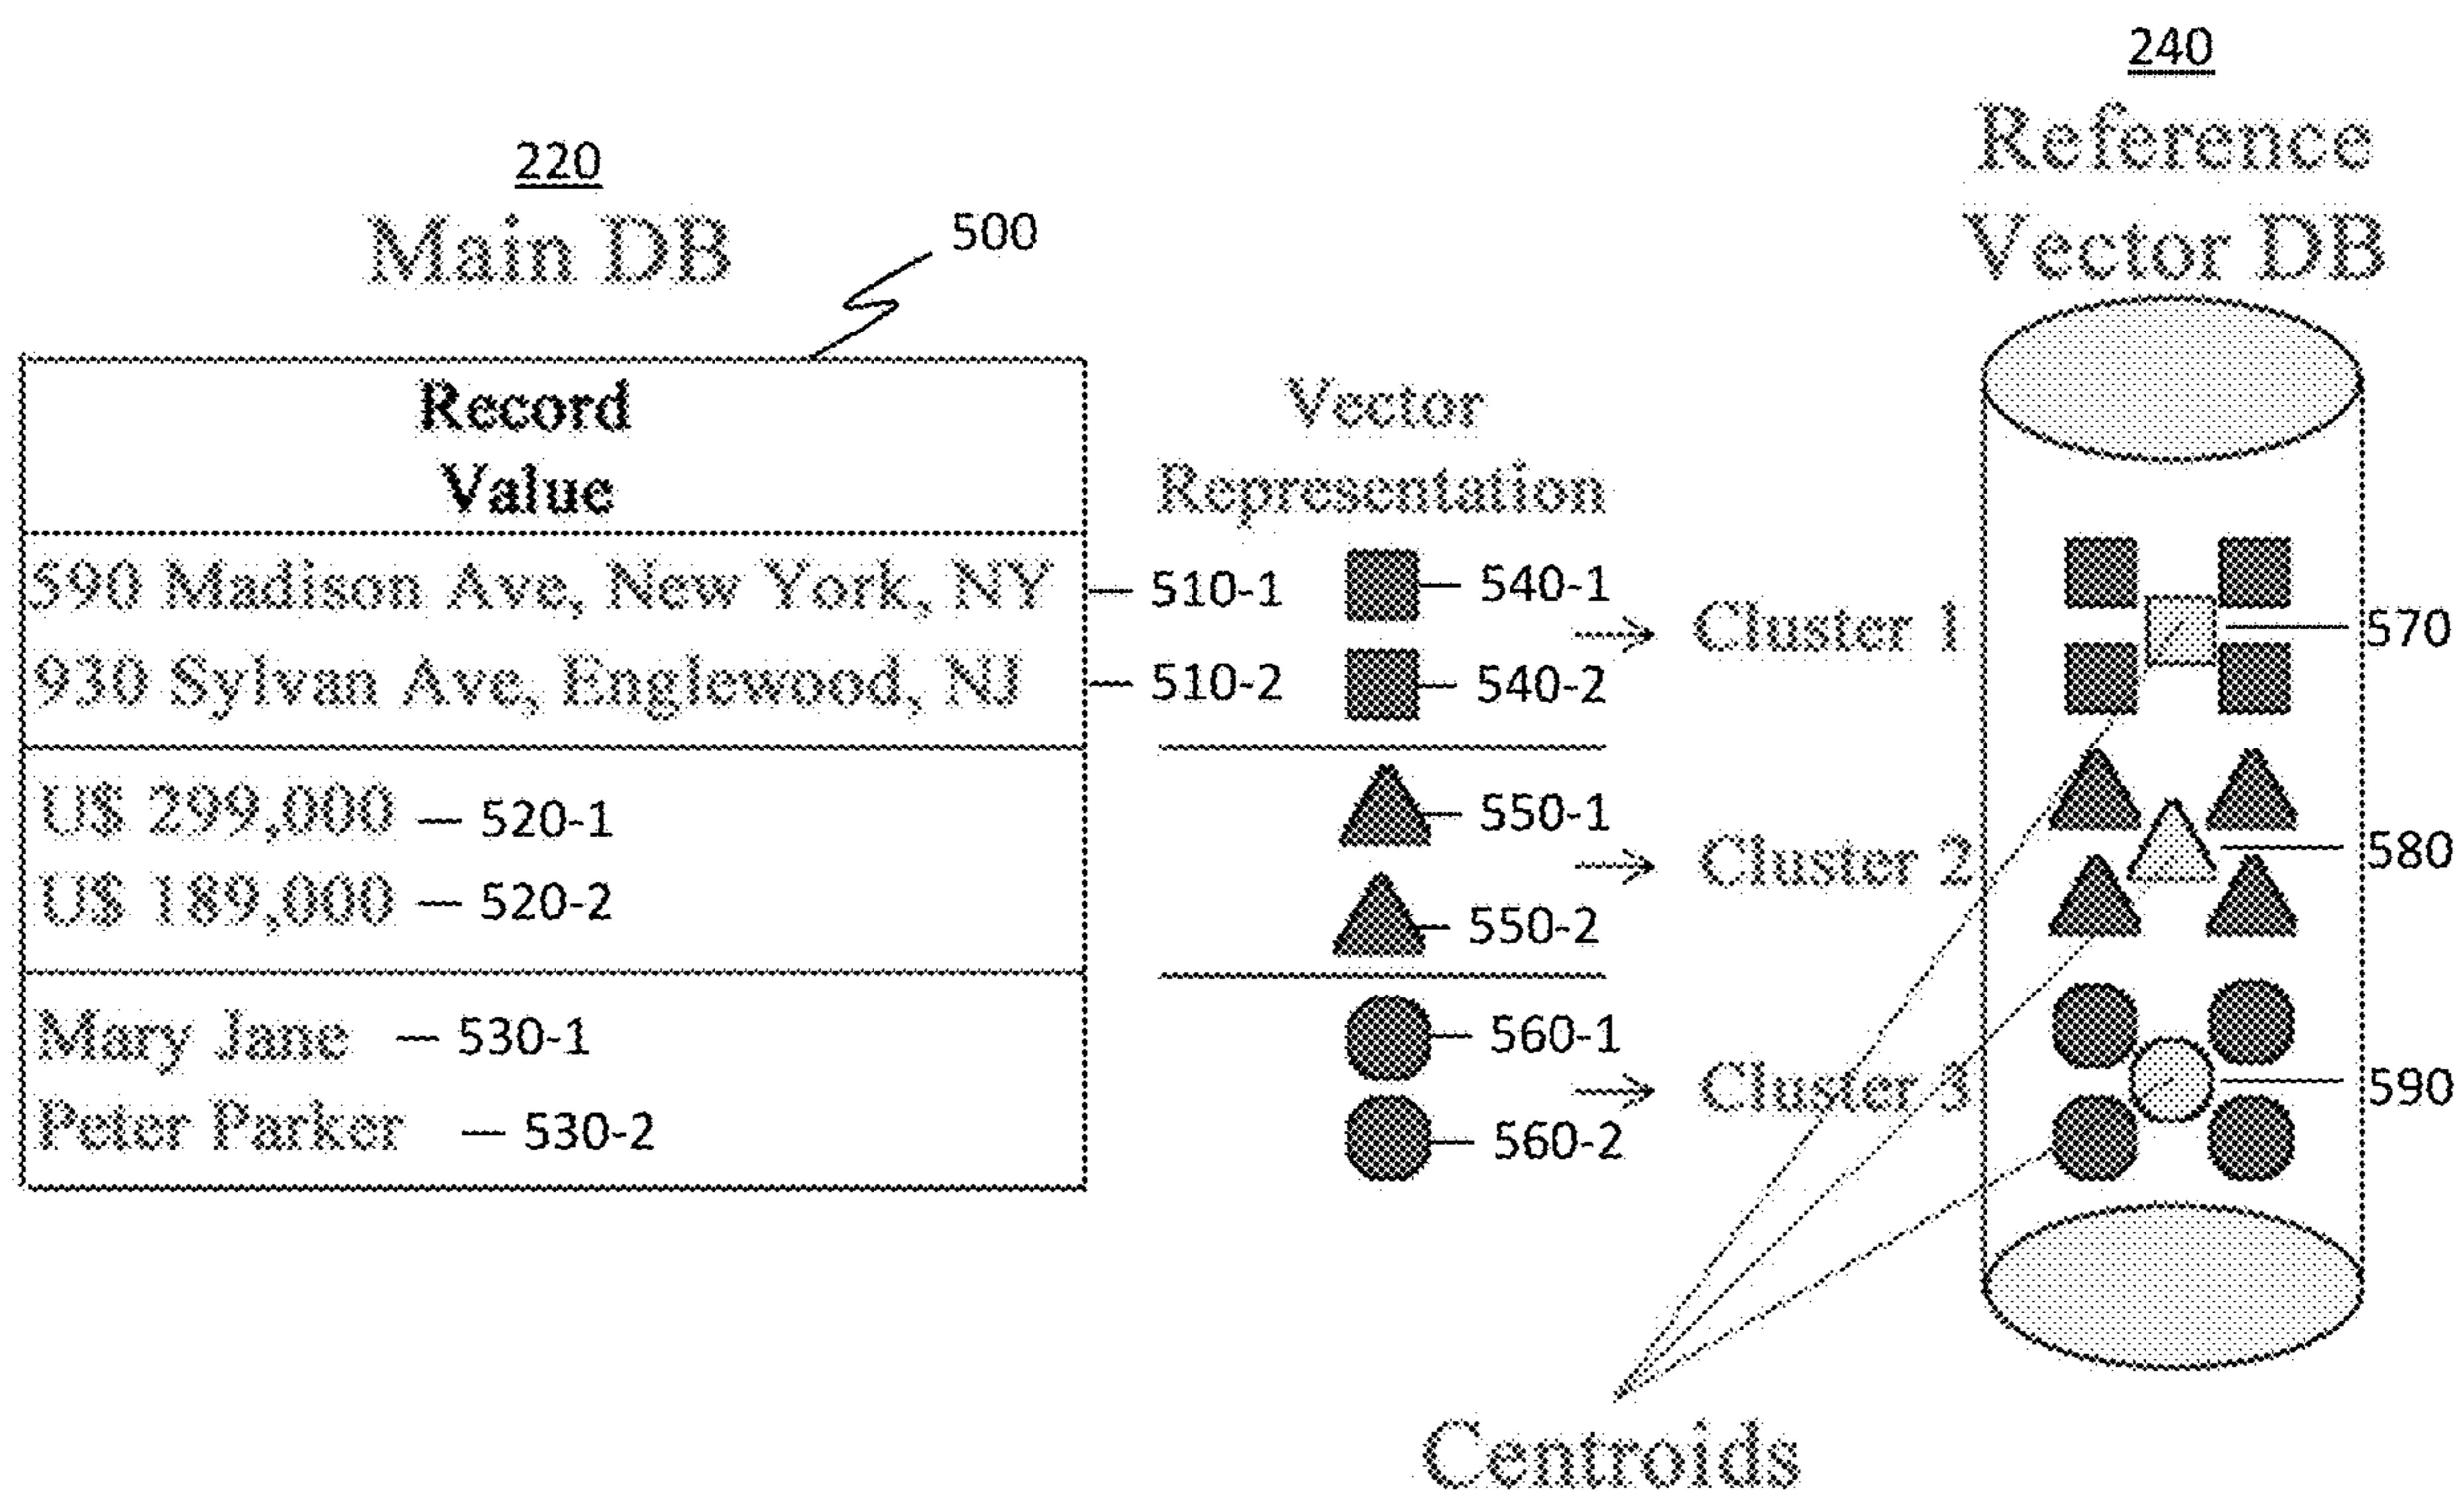 240
Reference
Vector DB
220
Main DB
500
Record
Value
Vector
Representation
590 Madison Ave, New York, NY
510-1
540-1
930 Sylvan Ave, Englewood, NJ
510-2
540-2
Cluster 1
570
U$ 299,000
520-1
550-1
U$ 189,000
520-2
550-2
Cluster 2
580
Mary Jane
530-1
560-1
Peter Parker
530-2
560-2
Cluster 3
590
Centroids